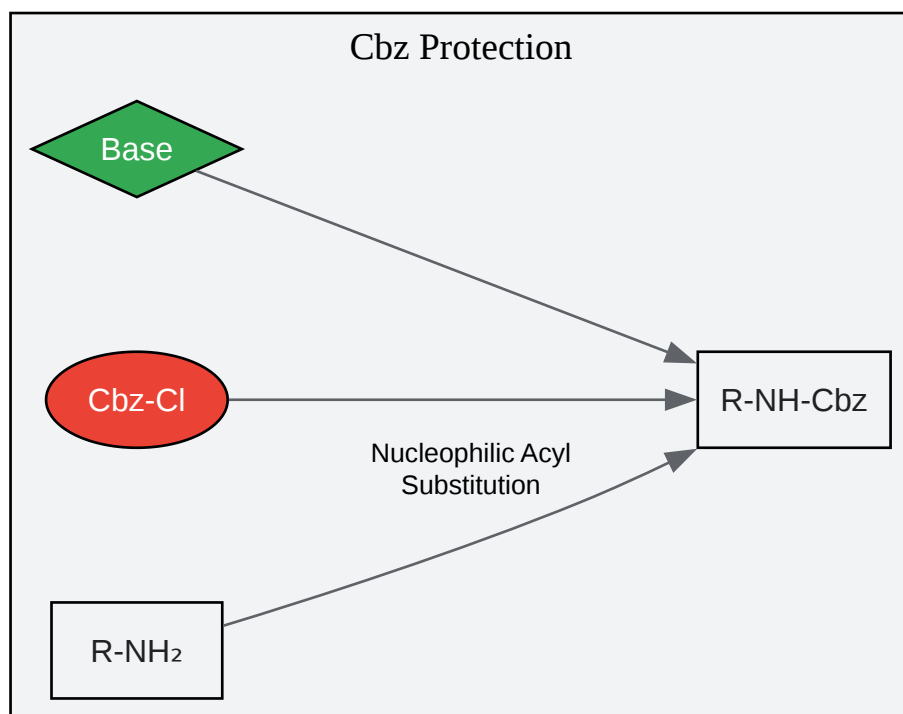 Cbz Protection
Base
Cbz-Cl
R-NH-Cbz
Nucleophilic Acyl
Substitution
R-NH₂